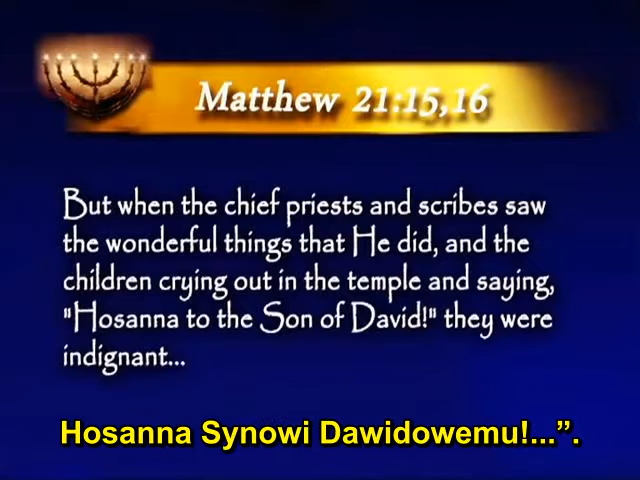 Matthew 21:15,16
But when the chief priests and scribes saw
the wonderful things that He did, and the
children crying out in the temple and saying,
"Hosanna to the Son of David!" they were
indignant...
Hosanna Synowi Dawidowemu!...”.